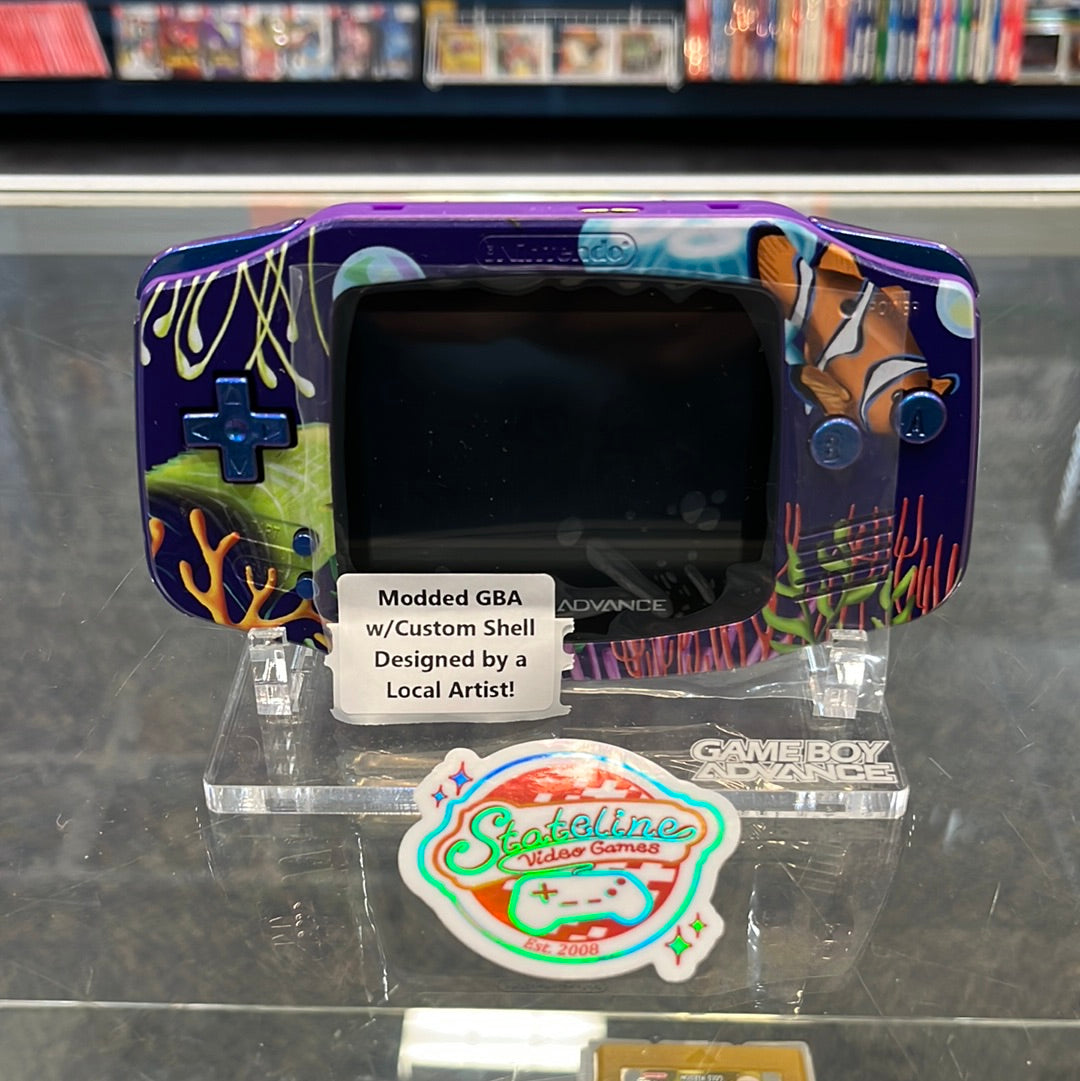 Nintendo
POWER
B
A
ADVANCE
Modded GBA
w/Custom Shell
Designed by a
Local Artist!
GAME BOY
ADVANCE
Stateline
Video Games
Est. 2008